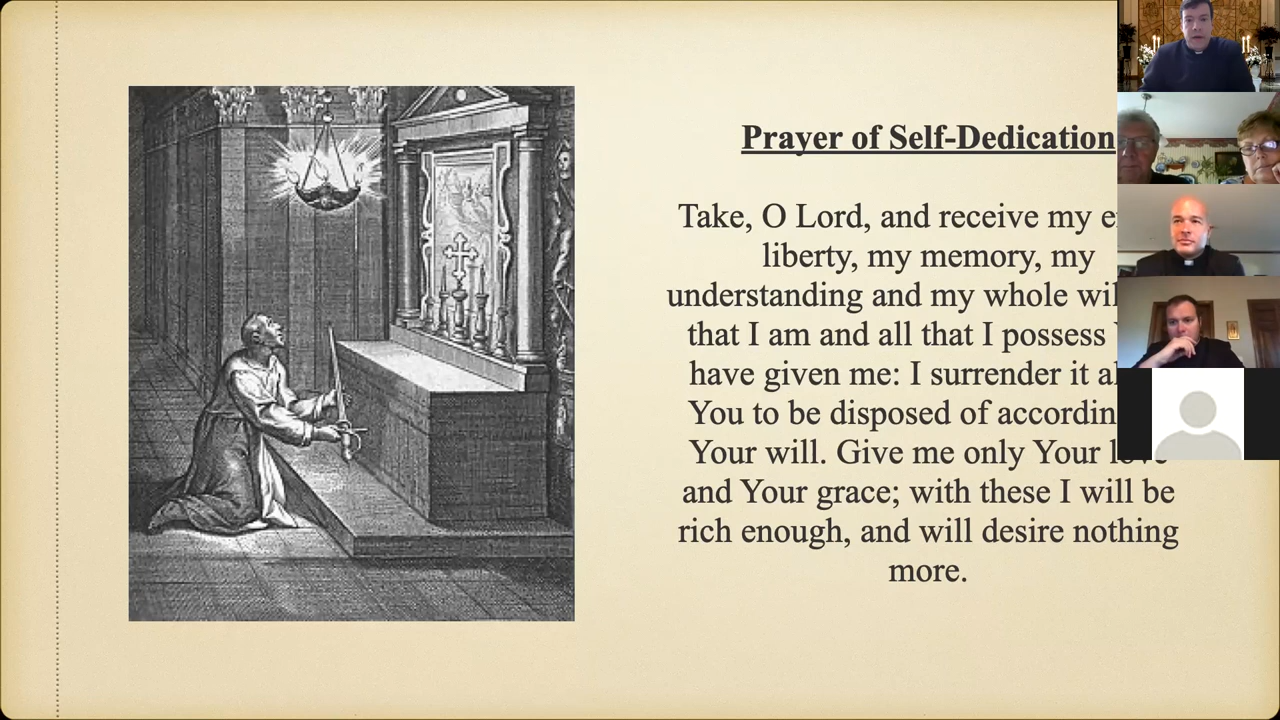 Prayer of Self-Dedication
Take, O Lord, and receive my
liberty, my memory, my
understanding and my whole
that I am and all that I possess
have given me: I surrender it
You to be disposed of
Your will. Give me only Your love
and Your grace; with these I will be
rich enough, and will desire nothing
more.